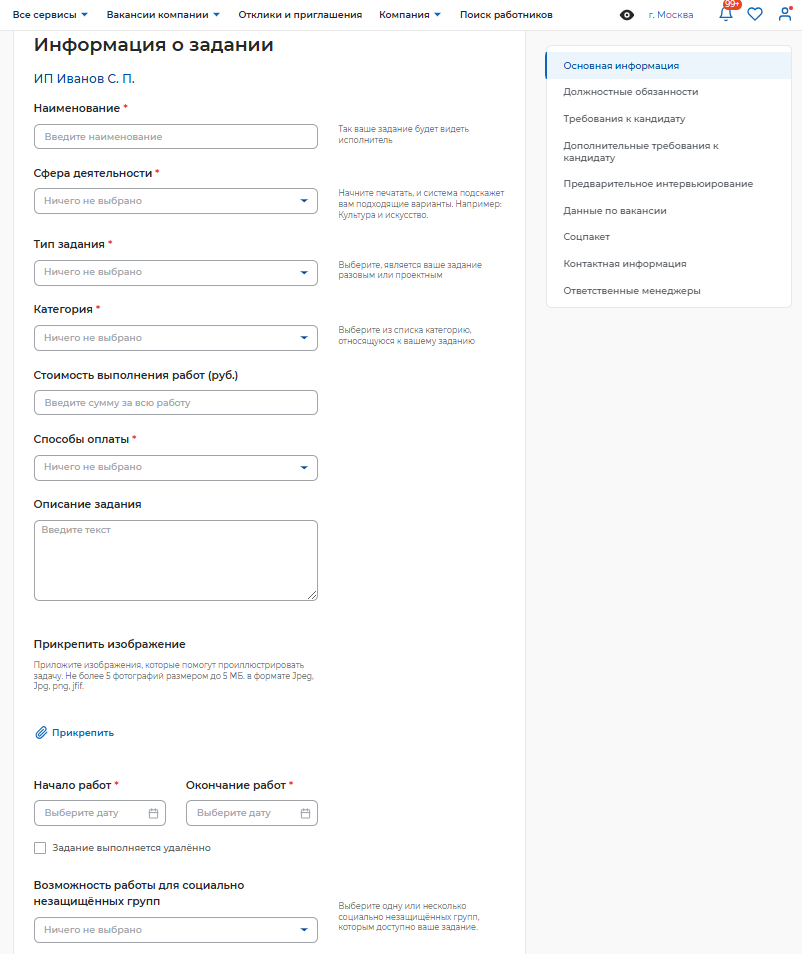 Все сервисы Вакансии компании Отклики и приглашения Компания Поиск работников г. Москва 99+
Информация о задании
ИП Иванов С. П.
Наименование *
Введите наименование
Так ваше задание будет видеть
исполнитель
Сфера деятельности *
Ничего не выбрано
Начните печатать, и система подскажет
вам подходящие варианты. Например:
Культура и искусство.
Тип задания *
Ничего не выбрано
Выберите, является ваше задание
разовым или проектным
Категория *
Ничего не выбрано
Выберите из списка категорию,
относящуюся к вашему заданию
Стоимость выполнения работ (руб.)
Введите сумму за всю работу
Способы оплаты *
Ничего не выбрано
Описание задания
Введите текст
Прикрепить изображение
Приложите изображения, которые помогут проиллюстрировать
задачу. Не более 5 фотографий размером до 5 МБ. в формате Jpeg,
Jpg, png, jfif.
Прикрепить
Начало работ * Окончание работ *
Выберите дату Выберите дату
Задание выполняется удалённо
Возможность работы для социально
незащищённых групп
Ничего не выбрано
Выберите одну или несколько
социально незащищённых групп,
которым доступно ваше задание.
Основная информация
Должностные обязанности
Требования к кандидату
Дополнительные требования к
кандидату
Предварительное интервьюирование
Данные по вакансии
Соцпакет
Контактная информация
Ответственные менеджеры